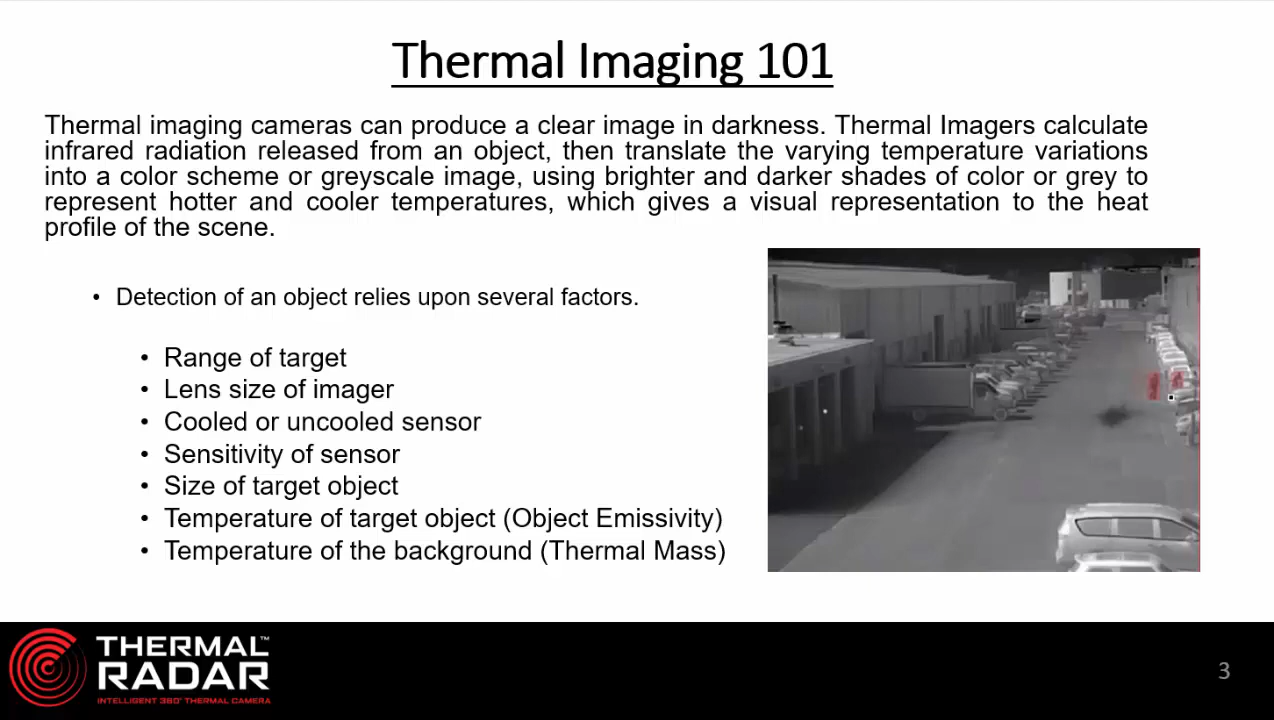 Thermal Imaging 101
Thermal imaging cameras can produce a clear image in darkness. Thermal Imagers calculate
infrared radiation released from an object, then translate the varying temperature variations
into a color scheme or greyscale image, using brighter and darker shades of color or grey to
represent hotter and cooler temperatures, which gives a visual representation to the heat
profile of the scene.
• Detection of an object relies upon several factors.
• Range of target
• Lens size of imager
• Cooled or uncooled sensor
• Sensitivity of sensor
• Size of target object
• Temperature of target object (Object Emissivity)
• Temperature of the background (Thermal Mass)
THERMAL™
RADAR
INTELLIGENT 360° THERMAL CAMERA
3